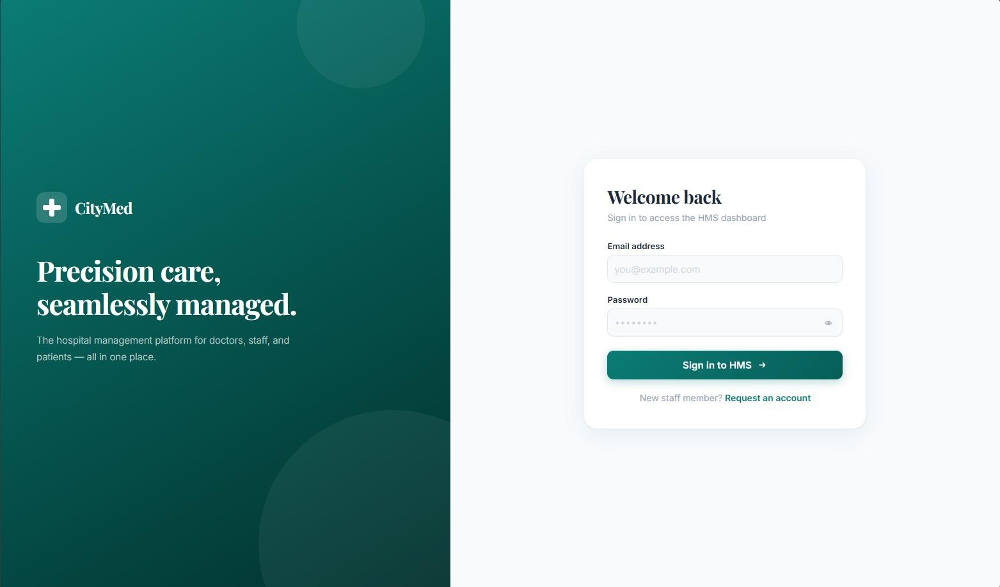 CityMed
Precision care,
seamlessly managed.
The hospital management platform for doctors, staff, and
patients — all in one place.
Welcome back
Sign in to access the HMS dashboard
Email address
you@example.com
Password
••••••••
Sign in to HMS →
New staff member? Request an account